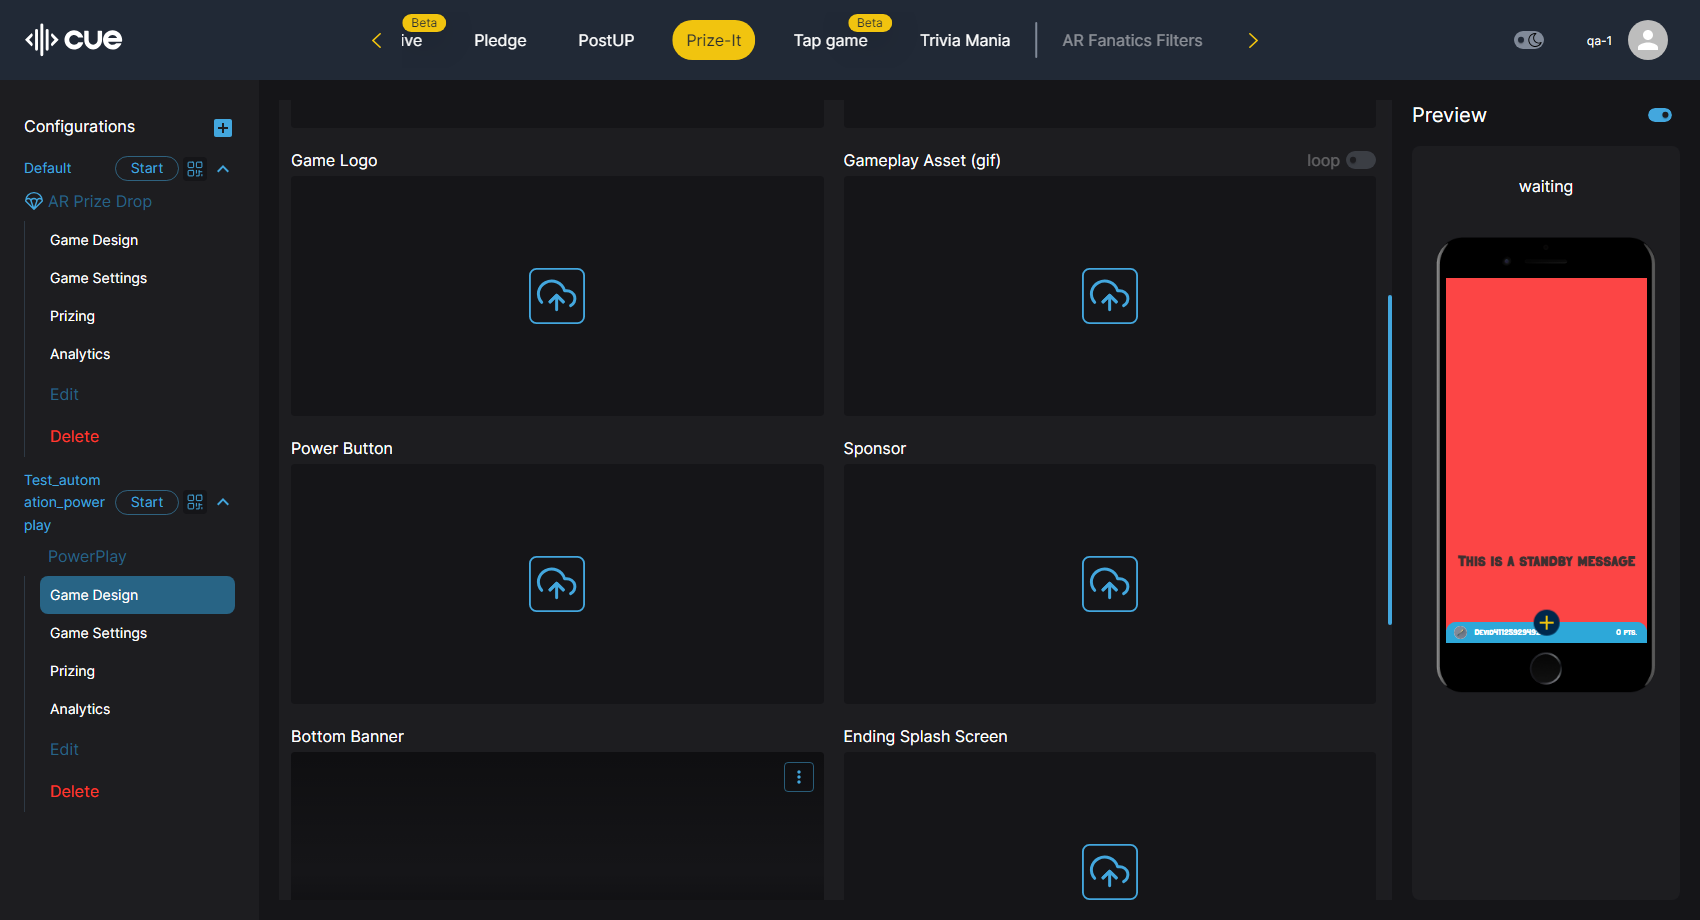 cue
Beta
ive
Pledge
PostUP
Prize-It
Beta
Tap game
Trivia Mania
AR Fanatics Filters
qa-1
Configurations
Default
Start
AR Prize Drop
Game Design
Game Settings
Prizing
Analytics
Edit
Delete
Test_autom
ation_power
play
Start
PowerPlay
Game Design
Game Settings
Prizing
Analytics
Edit
Delete
Game Logo
Gameplay Asset (gif)
loop
Power Button
Sponsor
Bottom Banner
Ending Splash Screen
Preview
waiting
This is a standby message
0 pts.